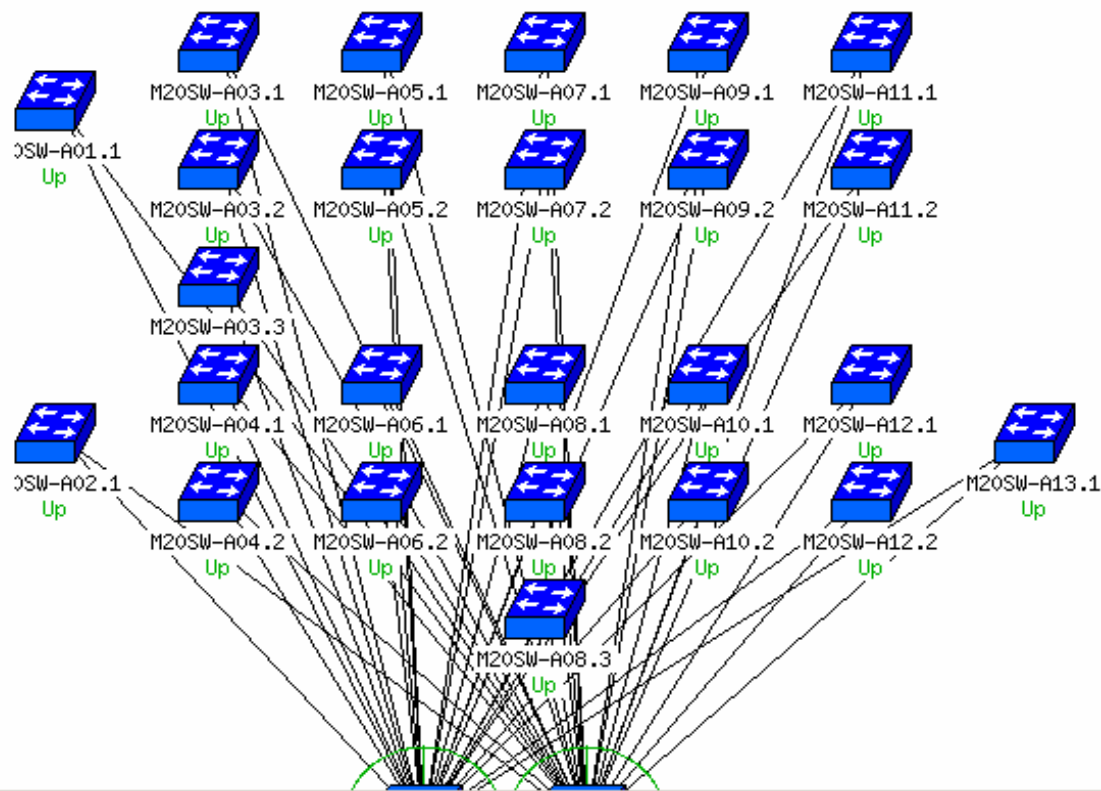 M20SW-A03.1 M20SW-A05.1 M20SW-A07.1 M20SW-A09.1 M20SW-A11.1
Up Up Up Up Up
0SW-A01.1
Up
M20SW-A03.2 M20SW-A05.2 M20SW-A07.2 M20SW-A09.2 M20SW-A11.2
Up Up Up Up Up
M20SW-A03.3
M20SW-A04.1 M20SW-A06.1 M20SW-A08.1 M20SW-A10.1 M20SW-A12.1
Up Up Up Up Up
0SW-A02.1 M20SW-A13.1
Up Up
M20SW-A04.2 M20SW-A06.2 M20SW-A08.2 M20SW-A10.2 M20SW-A12.2
Up Up Up Up Up
M20SW-A08.3
Up